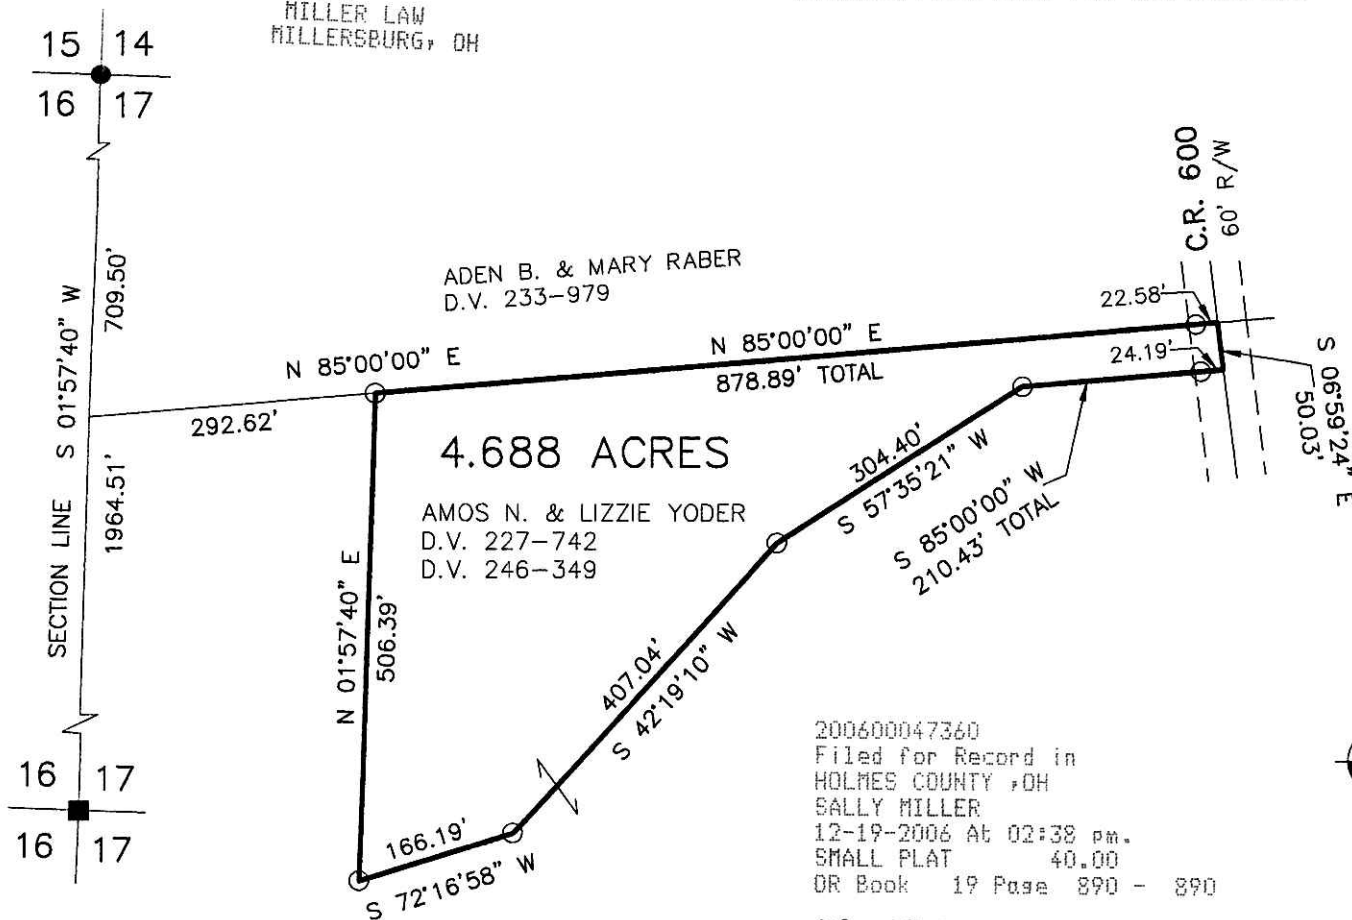 MILLER LAW
MILLERSBURG, OH
15 14
16 17
C.R. 600
60' R/W
ADEN B. & MARY RABER
D.V. 233-979
22.58'
SECTION LINE S 01°57'40" W
709.50'
1964.51'
N 85°00'00" E
292.62'
N 85°00'00" E
878.89' TOTAL
24.19'
S 06°59'24" E
50.03'
4.688 ACRES
AMOS N. & LIZZIE YODER
D.V. 227-742
D.V. 246-349
304.40'
S 57°35'21" W
S 85°00'00" W
210.43' TOTAL
N 01°57'40" E
506.39'
407.04'
S 42°19'10" W
16 17
16 17
166.19'
S 72°16'58" W
200600047360
Filed for Record in
HOLMES COUNTY ,OH
SALLY MILLER
12-19-2006 At 02:38 pm.
SMALL PLAT 40.00
OR Book 19 Page 890 - 890